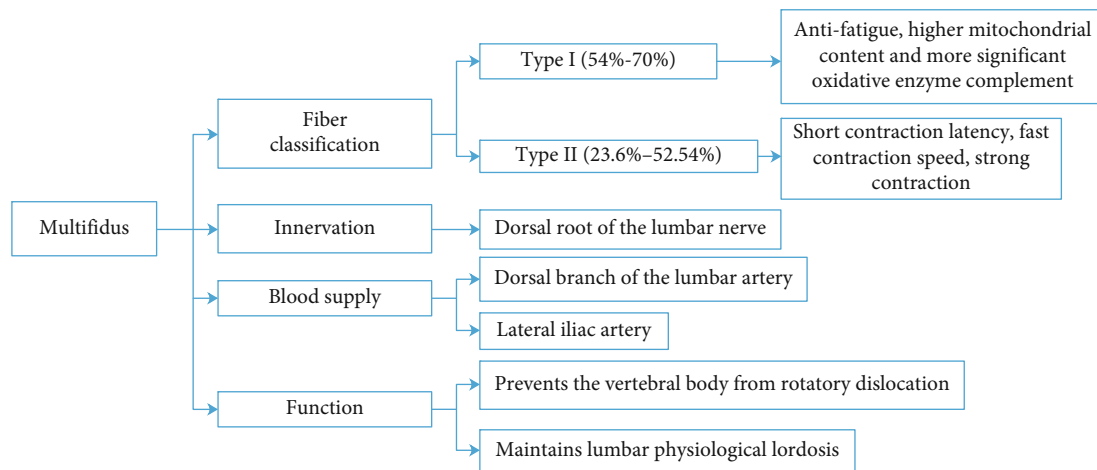 Multifidus
Fiber
classification
Type I (54%-70%)
Anti-fatigue, higher mitochondrial
content and more significant
oxidative enzyme complement
Type II (23.6%–52.54%)
Short contraction latency, fast
contraction speed, strong
contraction
Innervation
Dorsal root of the lumbar nerve
Blood supply
Dorsal branch of the lumbar artery
Lateral iliac artery
Function
Prevents the vertebral body from rotatory dislocation
Maintains lumbar physiological lordosis